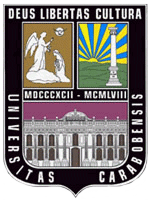 DEUS LIBERTAS CULTURA
MDCCCXCII - MCMLVIII
UNIVERSITAS
CARABOBENSIS